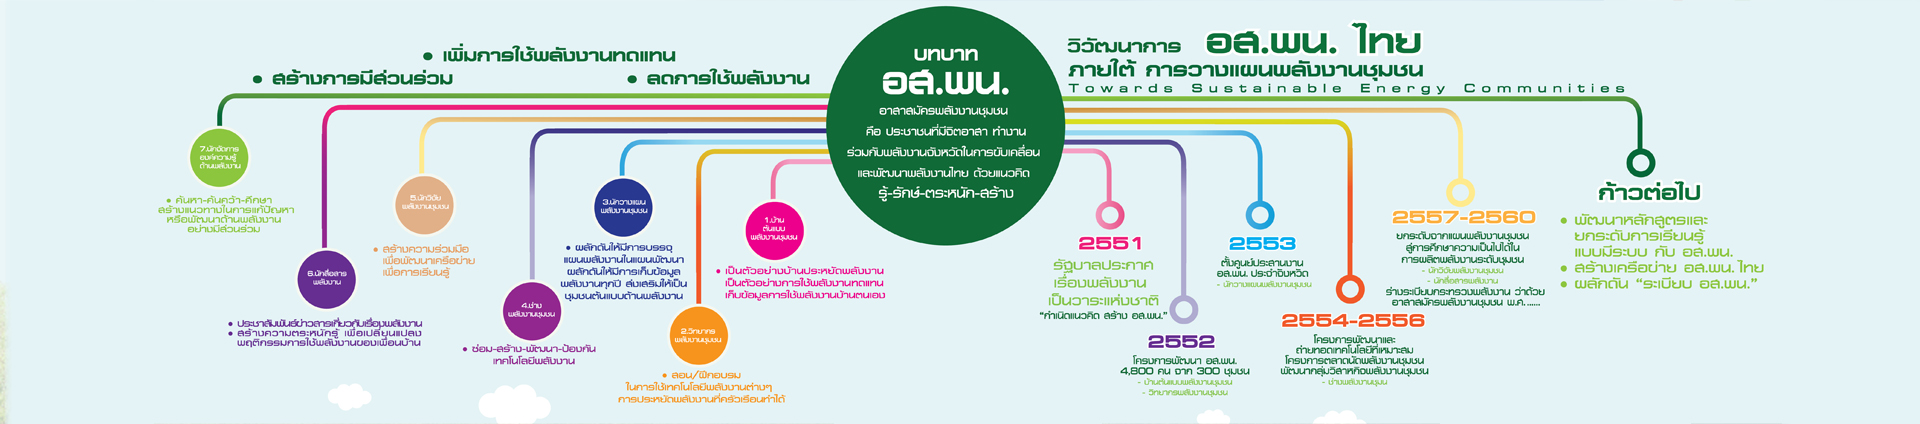 • เพิ่มการใช้พลังงานทดแทน
• สร้างการมีส่วนร่วม
• ลดการใช้พลังงาน
บทบาท
อส.พน.
อาสาสมัครพลังงานชุมชน
คือ ประชาชนที่มีจิตอาสา ทำงาน
ร่วมกับพลังงานจังหวัดในการขับเคลื่อน
และพัฒนาพลังงานไทย ด้วยแนวคิด
รู้-รักษ์-ตระหนัก-สร้าง
วิวัฒนาการ อส.พน. ไทย
ภายใต้ การวางแผนพลังงานชุมชน
Towards Sustainable Energy Communities
7.นักจัดการ
องค์ความรู้
ด้านพลังงาน
• ค้นหา-ค้นคว้า-ศึกษา
สร้างแนวทางในการแก้ปัญหา
หรือพัฒนาด้านพลังงาน
อย่างมีส่วนร่วม
6.นักสื่อสาร
พลังงาน
• ประชาสัมพันธ์ข่าวสารเกี่ยวกับเรื่องพลังงาน
• สร้างความตระหนักรู้ เพื่อเปลี่ยนแปลง
พฤติกรรมการใช้พลังงานของเพื่อนบ้าน
5.นักวิจัย
พลังงานชุมชน
• สร้างความร่วมมือ
เพื่อพัฒนาเครือข่าย
เพื่อการเรียนรู้
4.ช่าง
พลังงานชุมชน
• ซ่อม-สร้าง-พัฒนา-ป้องกัน
เทคโนโลยีพลังงาน
3.นักวางแผน
พลังงานชุมชน
• ผลักดันให้มีการบรรจุ
แผนพลังงานในแผนพัฒนา
ผลักดันให้มีการเก็บข้อมูล
พลังงานทุกปี ส่งเสริมให้เป็น
ชุมชนต้นแบบด้านพลังงาน
2.วิทยากร
พลังงานชุมชน
• สอน/ฝึกอบรม
ในการใช้เทคโนโลยีพลังงานต่างๆ
การประหยัดพลังงานที่ครัวเรือนทำได้
1.บ้าน
ต้นแบบ
พลังงานชุมชน
• เป็นตัวอย่างบ้านประหยัดพลังงาน
เป็นตัวอย่างการใช้พลังงานทดแทน
เก็บข้อมูลการใช้พลังงานบ้านตนเอง
2551
รัฐบาลประกาศ
เรื่องพลังงาน
เป็นวาระแห่งชาติ
"กำเนิดแนวคิด สร้าง อส.พน."
2552
โครงการพัฒนา อส.พน.
4,800 คน จาก 300 ชุมชน
- บ้านต้นแบบพลังงานชุมชน
- วิทยากรพลังงานชุมชน
2553
ตั้งศูนย์ประสานงาน
อส.พน. ประจำจังหวัด
- นักวางแผนพลังงานชุมชน
2554-2556
โครงการพัฒนาและ
ถ่ายทอดเทคโนโลยีที่เหมาะสม
โครงการตลาดนัดพลังงานชุมชน
พัฒนากลุ่มวิสาหกิจพลังงานชุมชน
- ช่างพลังงานชุมน
2557-2560
ยกระดับจากแผนพลังงานชุมชน
สู่การศึกษาความเป็นไปได้ใน
การผลิตพลังงานระดับชุมชน
- นักวิจัยพลังงานชุมชน
- นักสื่อสารพลังงาน
ร่างระเบียบกระทรวงพลังงาน ว่าด้วย
อาสาสมัครพลังงานชุมชน พ.ศ. ......
ก้าวต่อไป
• พัฒนาหลักสูตรและ
ยกระดับการเรียนรู้
แบบมีระบบ กับ อส.พน.
• สร้างเครือข่าย อส.พน. ไทย
• ผลักดัน "ระเบียบ อส.พน."